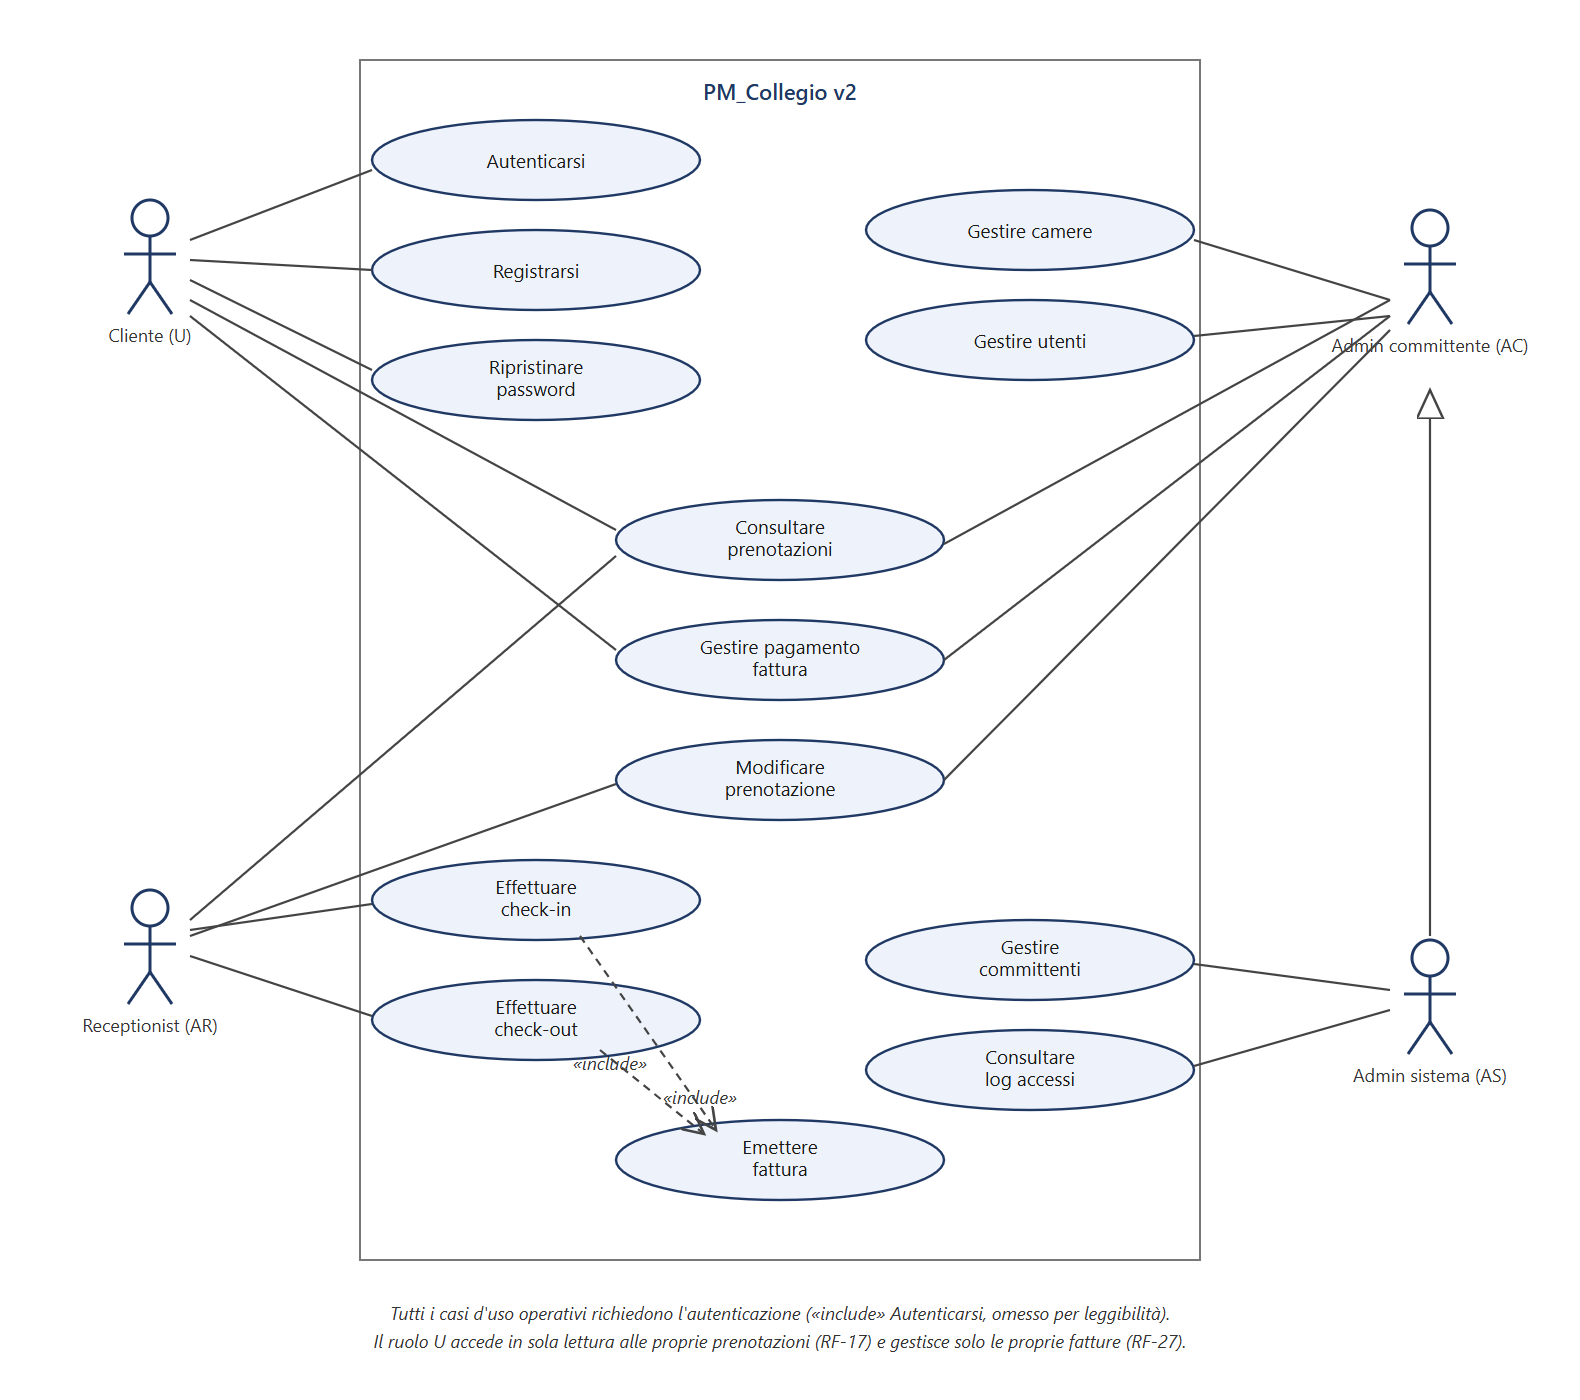 PM_Collegio v2
Autenticarsi
Registrarsi
Ripristinare
password
Cliente (U)
Gestire camere
Gestire utenti
Admin committente (AC)
Consultare
prenotazioni
Gestire pagamento
fattura
Modificare
prenotazione
Effettuare
check-in
Effettuare
check-out
Receptionist (AR)
Gestire
committenti
Consultare
log accessi
Admin sistema (AS)
«include»
«include»
Emettere
fattura
Tutti i casi d'uso operativi richiedono l'autenticazione («include» Autenticarsi, omesso per leggibilità).
Il ruolo U accede in sola lettura alle proprie prenotazioni (RF-17) e gestisce solo le proprie fatture (RF-27).